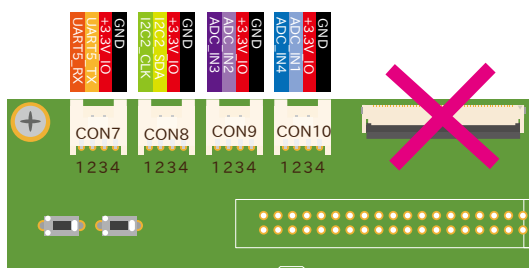 UART5_RX
UART5_TX
+3.3V_IO
GND
I2C2_CLK
I2C2_SDA
+3.3V_IO
GND
ADC_IN3
ADC_IN2
+3.3V_IO
GND
ADC_IN4
ADC_IN1
+3.3V_IO
GND
CON7 CON8 CON9 CON10
1234 1234 1234 1234